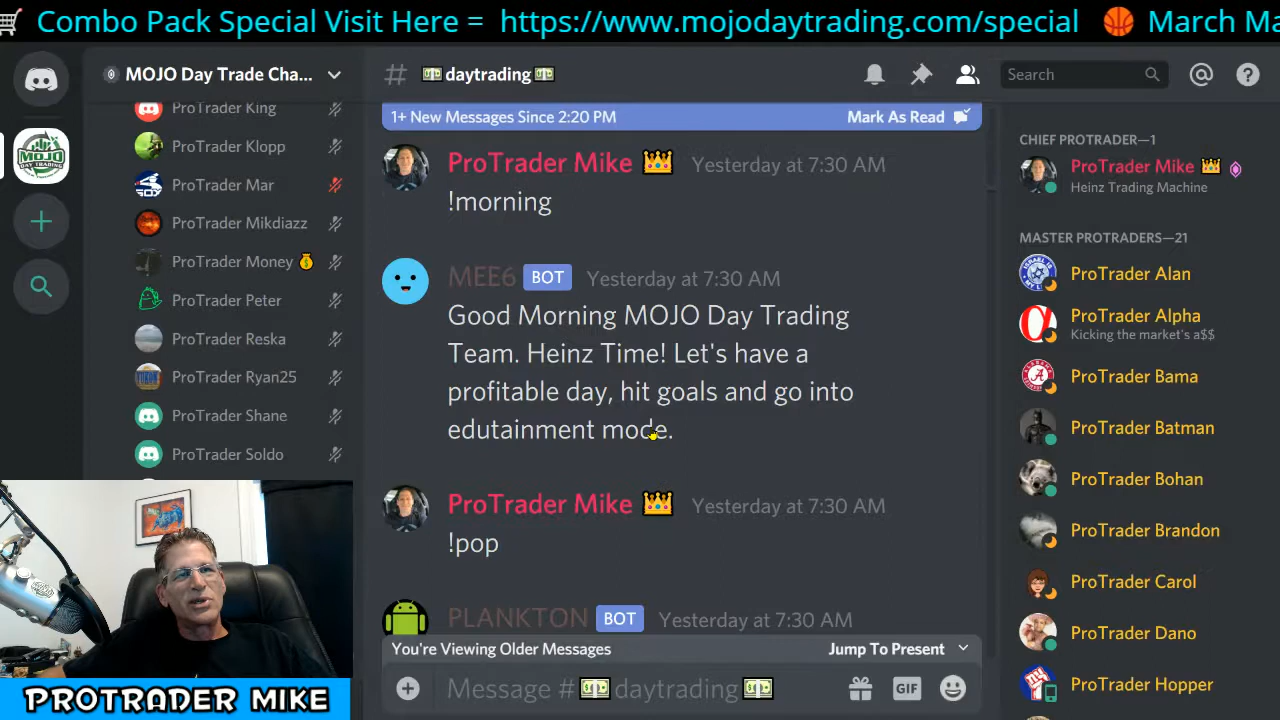 Combo Pack Special Visit Here = https://www.mojodaytrading.com/special 🏀 March Ma
MOJO Day Trade Cha...
ProTrader King
ProTrader Klopp
ProTrader Mar
ProTrader Mikdiazz
ProTrader Money 💰
ProTrader Peter
ProTrader Reska
ProTrader Ryan25
ProTrader Shane
ProTrader Soldo
# 💵daytrading💵
Search
1+ New Messages Since 2:20 PM Mark As Read
ProTrader Mike 👑 Yesterday at 7:30 AM
!morning
MEE6 BOT Yesterday at 7:30 AM
Good Morning MOJO Day Trading
Team. Heinz Time! Let's have a
profitable day, hit goals and go into
edutainment mode.
ProTrader Mike 👑 Yesterday at 7:30 AM
!pop
PLANKTON BOT Yesterday at 7:30 AM
You're Viewing Older Messages Jump To Present
Message # 💵daytrading💵
GIF
CHIEF PROTRADER—1
ProTrader Mike 👑
Heinz Trading Machine
MASTER PROTRADERS—21
ProTrader Alan
ProTrader Alpha
Kicking the market's a$$
ProTrader Bama
ProTrader Batman
ProTrader Bohan
ProTrader Brandon
ProTrader Carol
ProTrader Dano
ProTrader Hopper
MOJO
DAY TRADING
PROTRADER MIKE